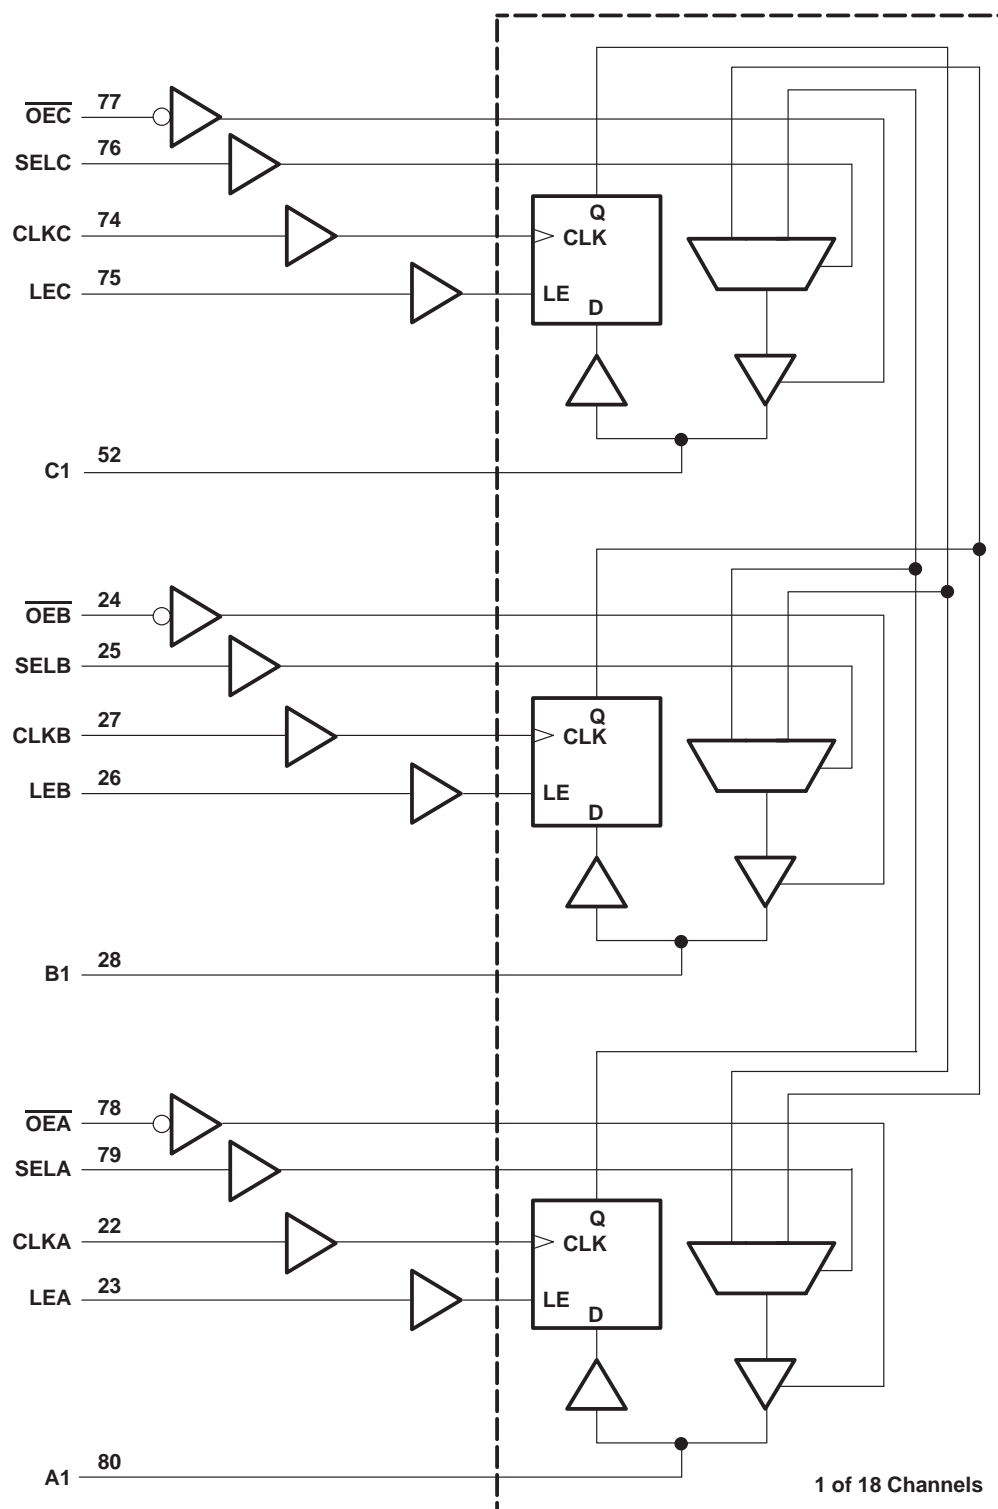 OEC 77
SELC 76
CLKC 74
LEC 75
Q
CLK
LE
D
C1 52
OEB 24
SELB 25
CLKB 27
LEB 26
Q
CLK
LE
D
B1 28
OEA 78
SELA 79
CLKA 22
LEA 23
Q
CLK
LE
D
A1 80
1 of 18 Channels